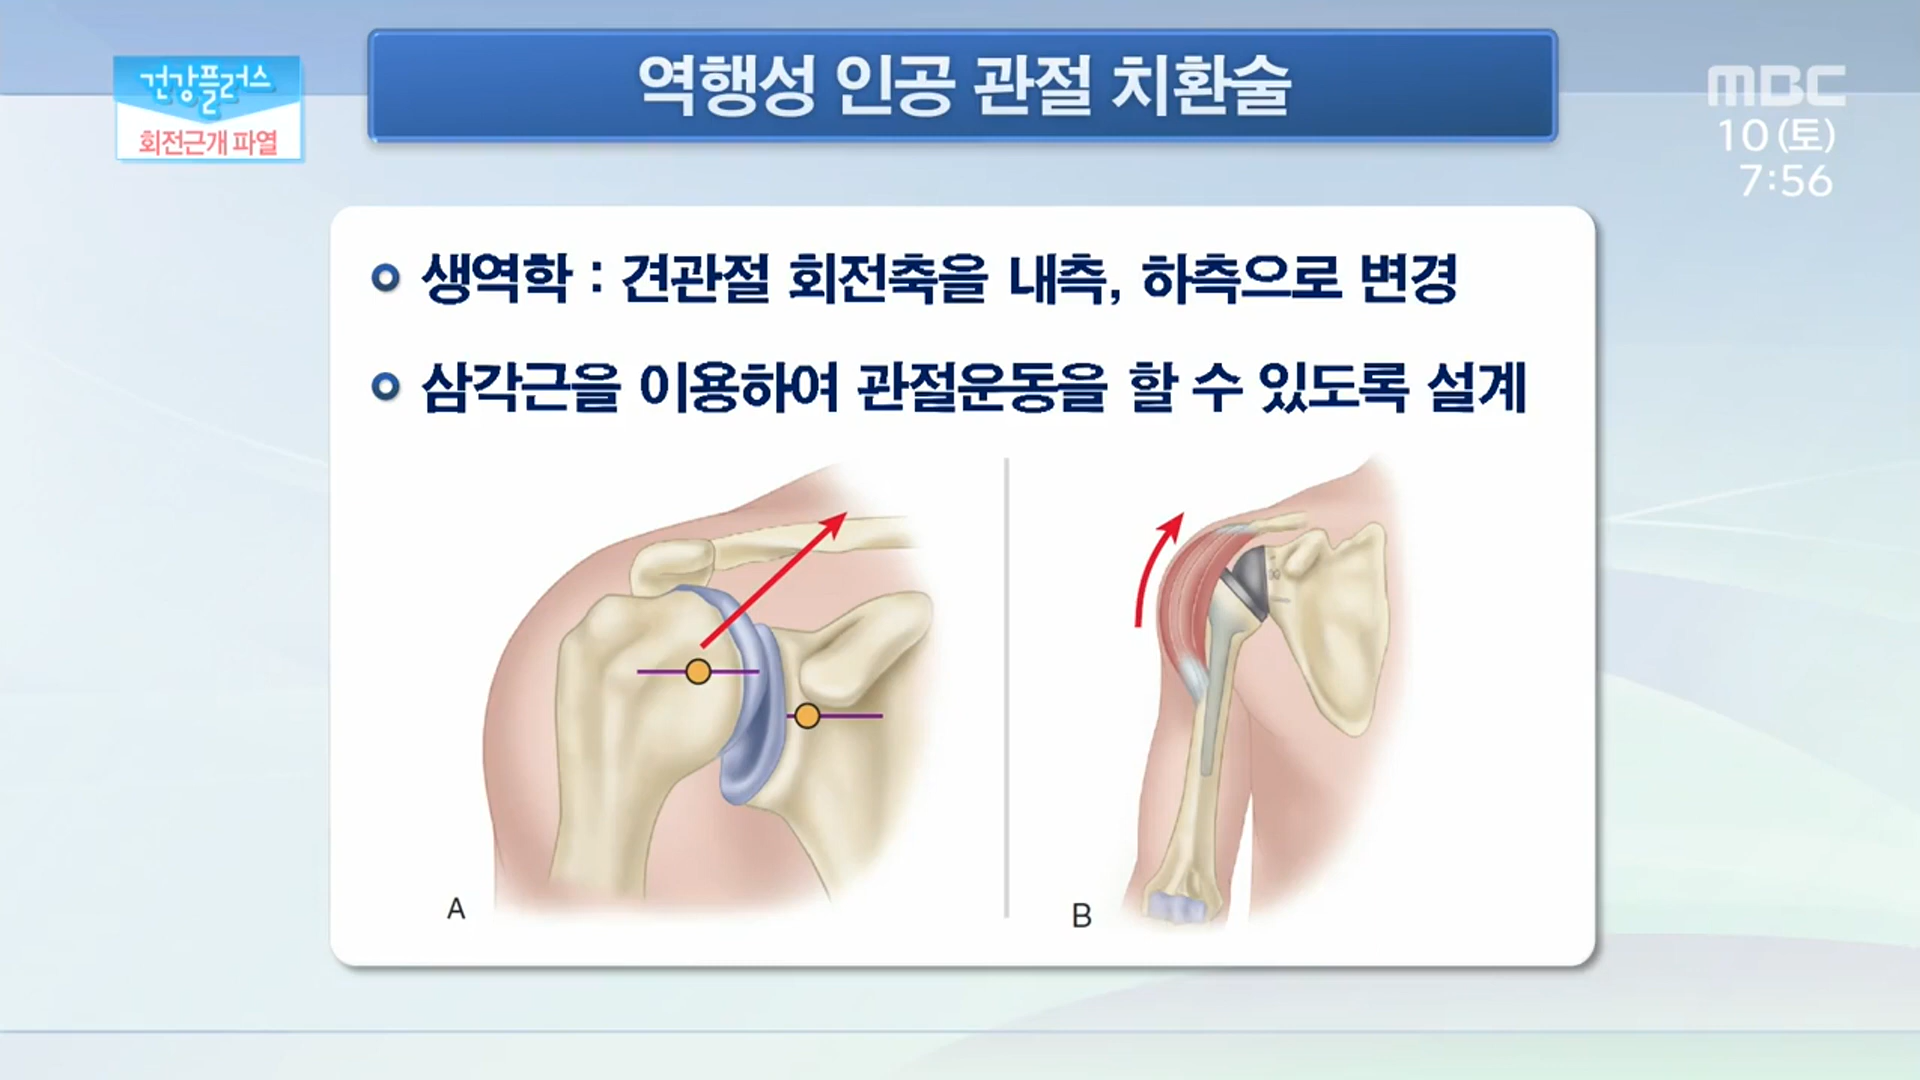 건강플러스
회전근개 파열
역행성 인공 관절 치환술
MBC
10(토)
7:56
생역학 : 견관절 회전축을 내측, 하측으로 변경
삼각근을 이용하여 관절운동을 할 수 있도록 설계
A
B